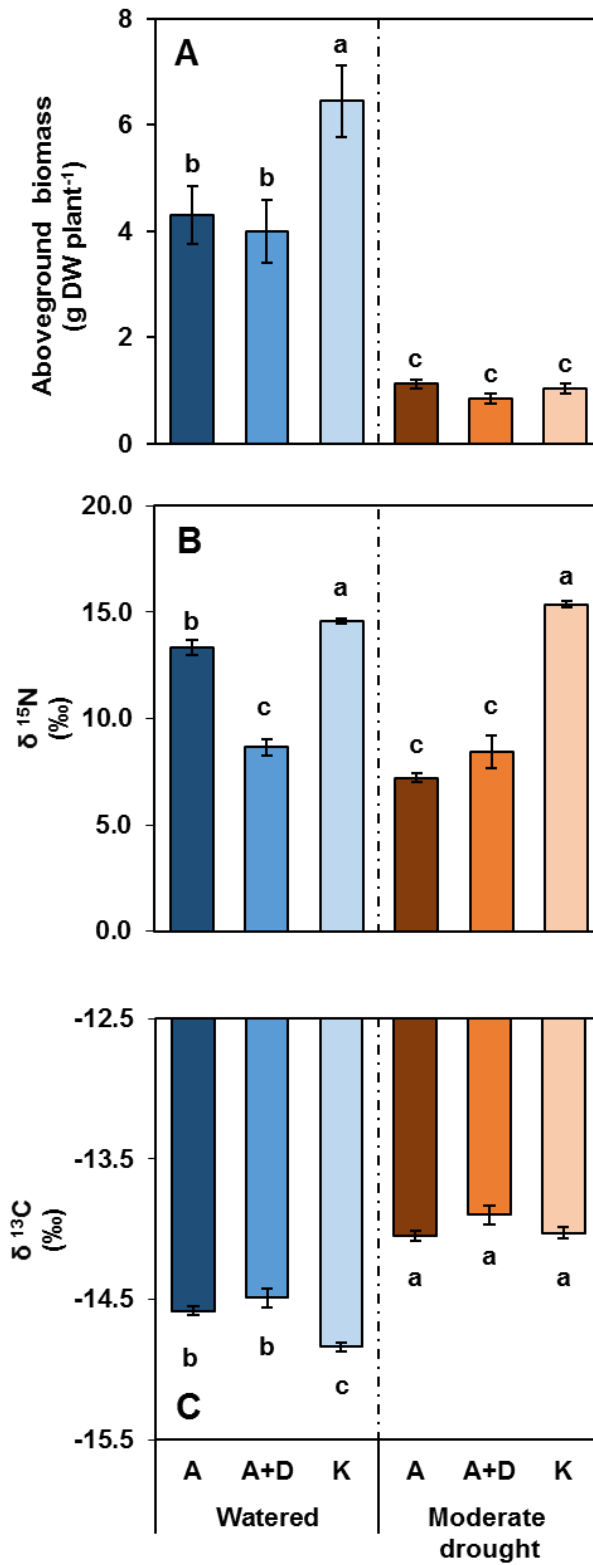 Aboveground biomass
(g DW plant⁻¹)
8
6
4
2
0
A
b
b
a
c
c
c
δ ¹⁵N
(‰)
20.0
15.0
10.0
5.0
0.0
B
b
c
a
c
c
a
δ ¹³C
(‰)
-12.5
-13.5
-14.5
-15.5
b
b
c
a
a
a
C
A A+D K A A+D K
Watered Moderate
drought